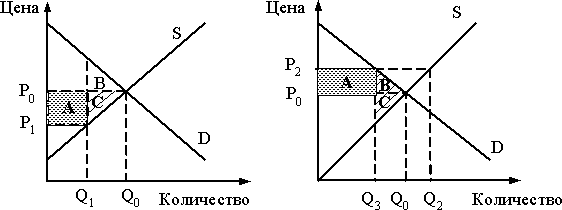 Цена
S
P₀
B
A
C
P₁
D
Q₁ Q₀ Количество
Цена
S
P₂
A
B
P₀
C
D
Q₃ Q₀ Q₂ Количество